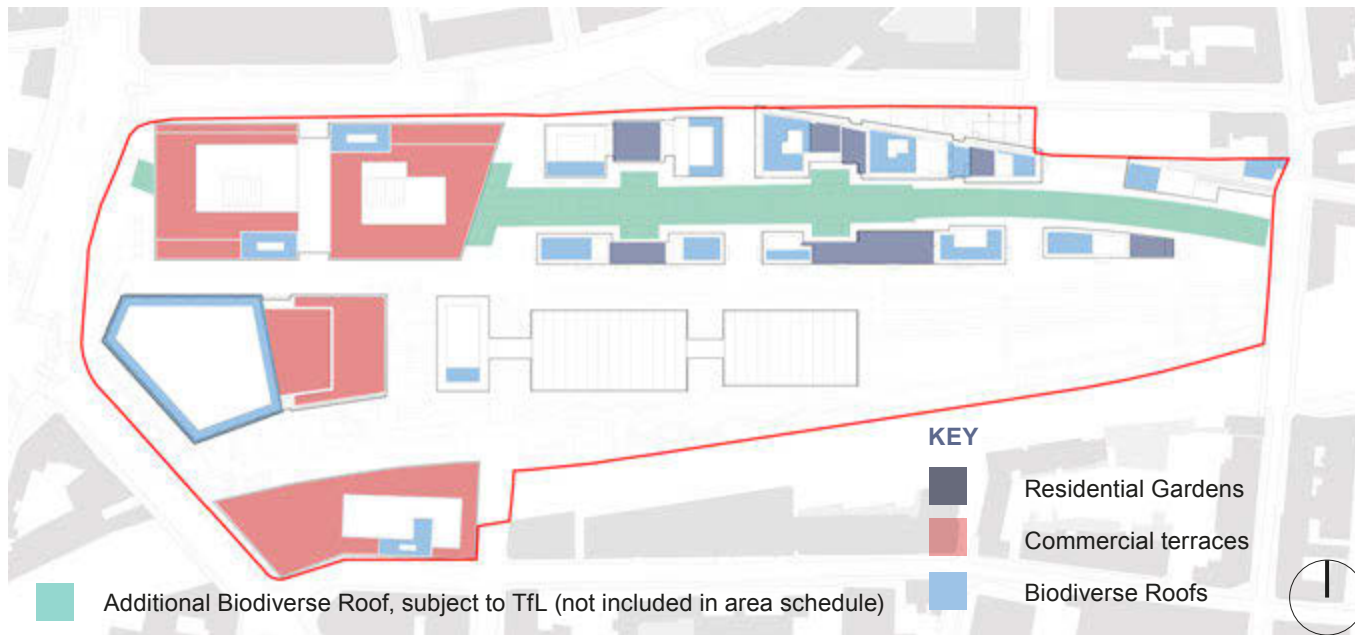 KEY
Residential Gardens
Commercial terraces
Biodiverse Roofs
Additional Biodiverse Roof, subject to TfL (not included in area schedule)